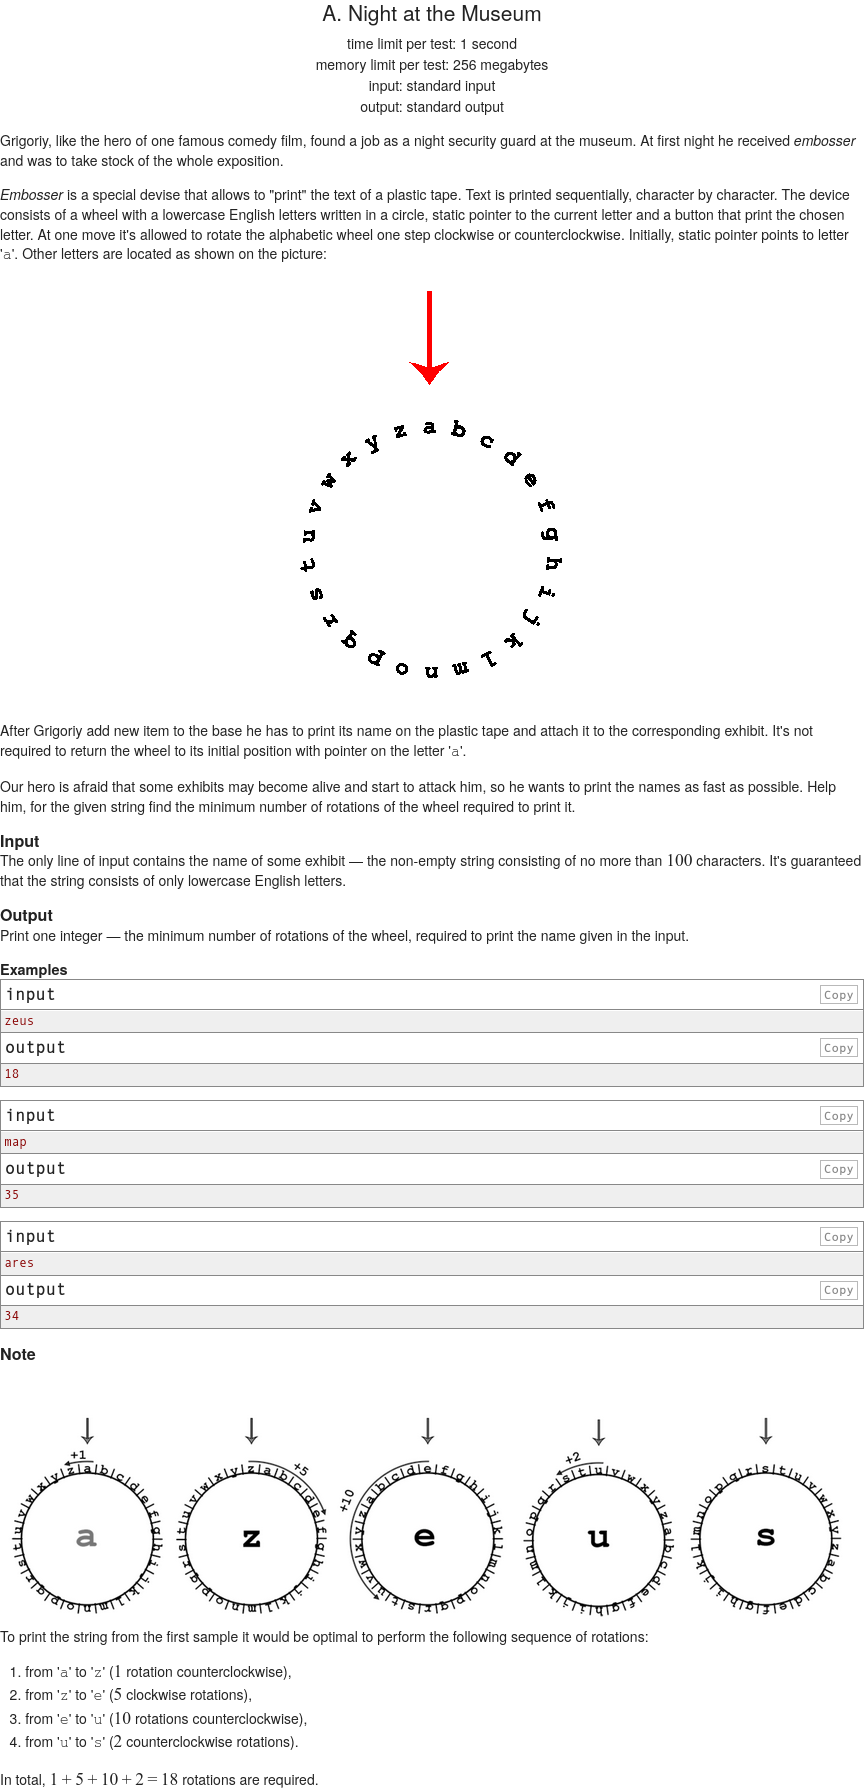 A. Night at the Museum
time limit per test: 1 second
memory limit per test: 256 megabytes
input: standard input
output: standard output
Grigoriy, like the hero of one famous comedy film, found a job as a night security guard at the museum. At first night he received embosser
and was to take stock of the whole exposition.
Embosser is a special devise that allows to "print" the text of a plastic tape. Text is printed sequentially, character by character. The device
consists of a wheel with a lowercase English letters written in a circle, static pointer to the current letter and a button that print the chosen
letter. At one move it's allowed to rotate the alphabetic wheel one step clockwise or counterclockwise. Initially, static pointer points to letter
'a'. Other letters are located as shown on the picture:
a b c d e f g h i j k l m n o p q r s t u v w x y z
After Grigoriy add new item to the base he has to print its name on the plastic tape and attach it to the corresponding exhibit. It's not
required to return the wheel to its initial position with pointer on the letter 'a'.
Our hero is afraid that some exhibits may become alive and start to attack him, so he wants to print the names as fast as possible. Help
him, for the given string find the minimum number of rotations of the wheel required to print it.
Input
The only line of input contains the name of some exhibit — the non-empty string consisting of no more than 100 characters. It's guaranteed
that the string consists of only lowercase English letters.
Output
Print one integer — the minimum number of rotations of the wheel, required to print the name given in the input.
Examples
input Copy
zeus
output Copy
18
input Copy
map
output Copy
35
input Copy
ares
output Copy
34
Note
+1 +5 +10 +2
a|b|c|d|e|f|g|h|i|j|k|l|m|n|o|p|q|r|s|t|u|v|w|x|y|z
a
z|a|b|c|d|e|f|g|h|i|j|k|l|m|n|o|p|q|r|s|t|u|v|w|x|y
z
e|f|g|h|i|j|k|l|m|n|o|p|q|r|s|t|u|v|w|x|y|z|a|b|c|d
e
u|v|w|x|y|z|a|b|c|d|e|f|g|h|i|j|k|l|m|n|o|p|q|r|s|t
u
s|t|u|v|w|x|y|z|a|b|c|d|e|f|g|h|i|j|k|l|m|n|o|p|q|r
s
To print the string from the first sample it would be optimal to perform the following sequence of rotations:
1. from 'a' to 'z' (1 rotation counterclockwise),
2. from 'z' to 'e' (5 clockwise rotations),
3. from 'e' to 'u' (10 rotations counterclockwise),
4. from 'u' to 's' (2 counterclockwise rotations).
In total, 1 + 5 + 10 + 2 = 18 rotations are required.